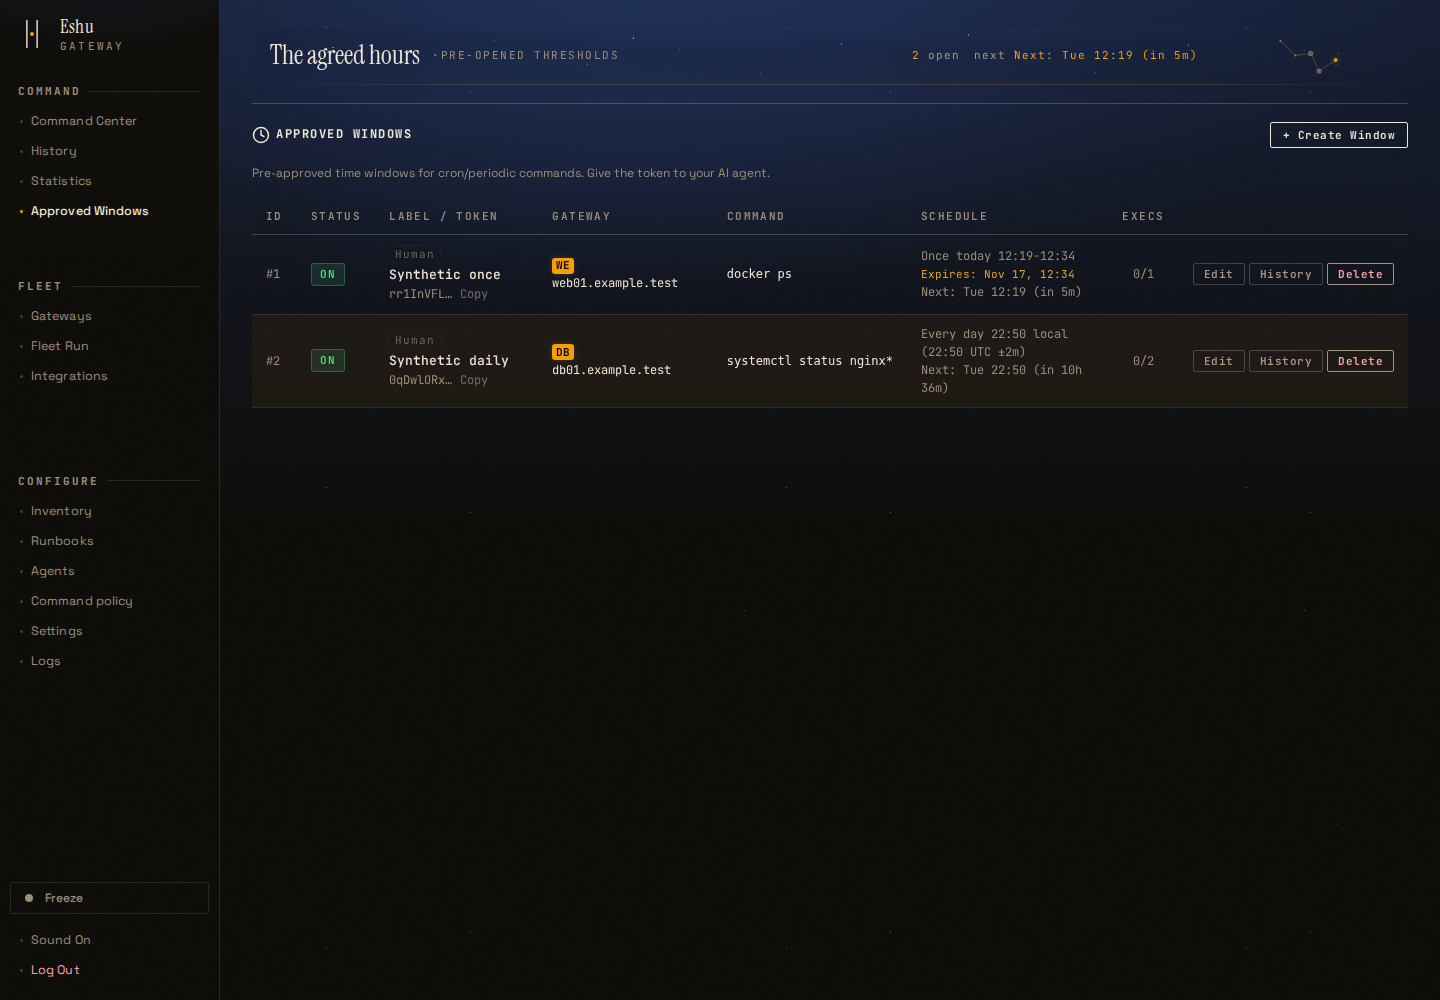 Eshu
GATEWAY
COMMAND
Command Center
History
Statistics
Approved Windows
FLEET
Gateways
Fleet Run
Integrations
CONFIGURE
Inventory
Runbooks
Agents
Command policy
Settings
Logs
Freeze
Sound On
Log Out
The agreed hours ·PRE-OPENED THRESHOLDS 2 open next Next: Tue 12:19 (in 5m)
APPROVED WINDOWS + Create Window
Pre-approved time windows for cron/periodic commands. Give the token to your AI agent.
ID STATUS LABEL / TOKEN GATEWAY COMMAND SCHEDULE EXECS
#1
ON
Human
Synthetic once
rr1InVFL… Copy
WE
web01.example.test
docker ps
Once today 12:19-12:34
Expires: Nov 17, 12:34
Next: Tue 12:19 (in 5m)
0/1
Edit History Delete
#2
ON
Human
Synthetic daily
0qDwlORx… Copy
DB
db01.example.test
systemctl status nginx*
Every day 22:50 local
(22:50 UTC ±2m)
Next: Tue 22:50 (in 10h
36m)
0/2
Edit History Delete